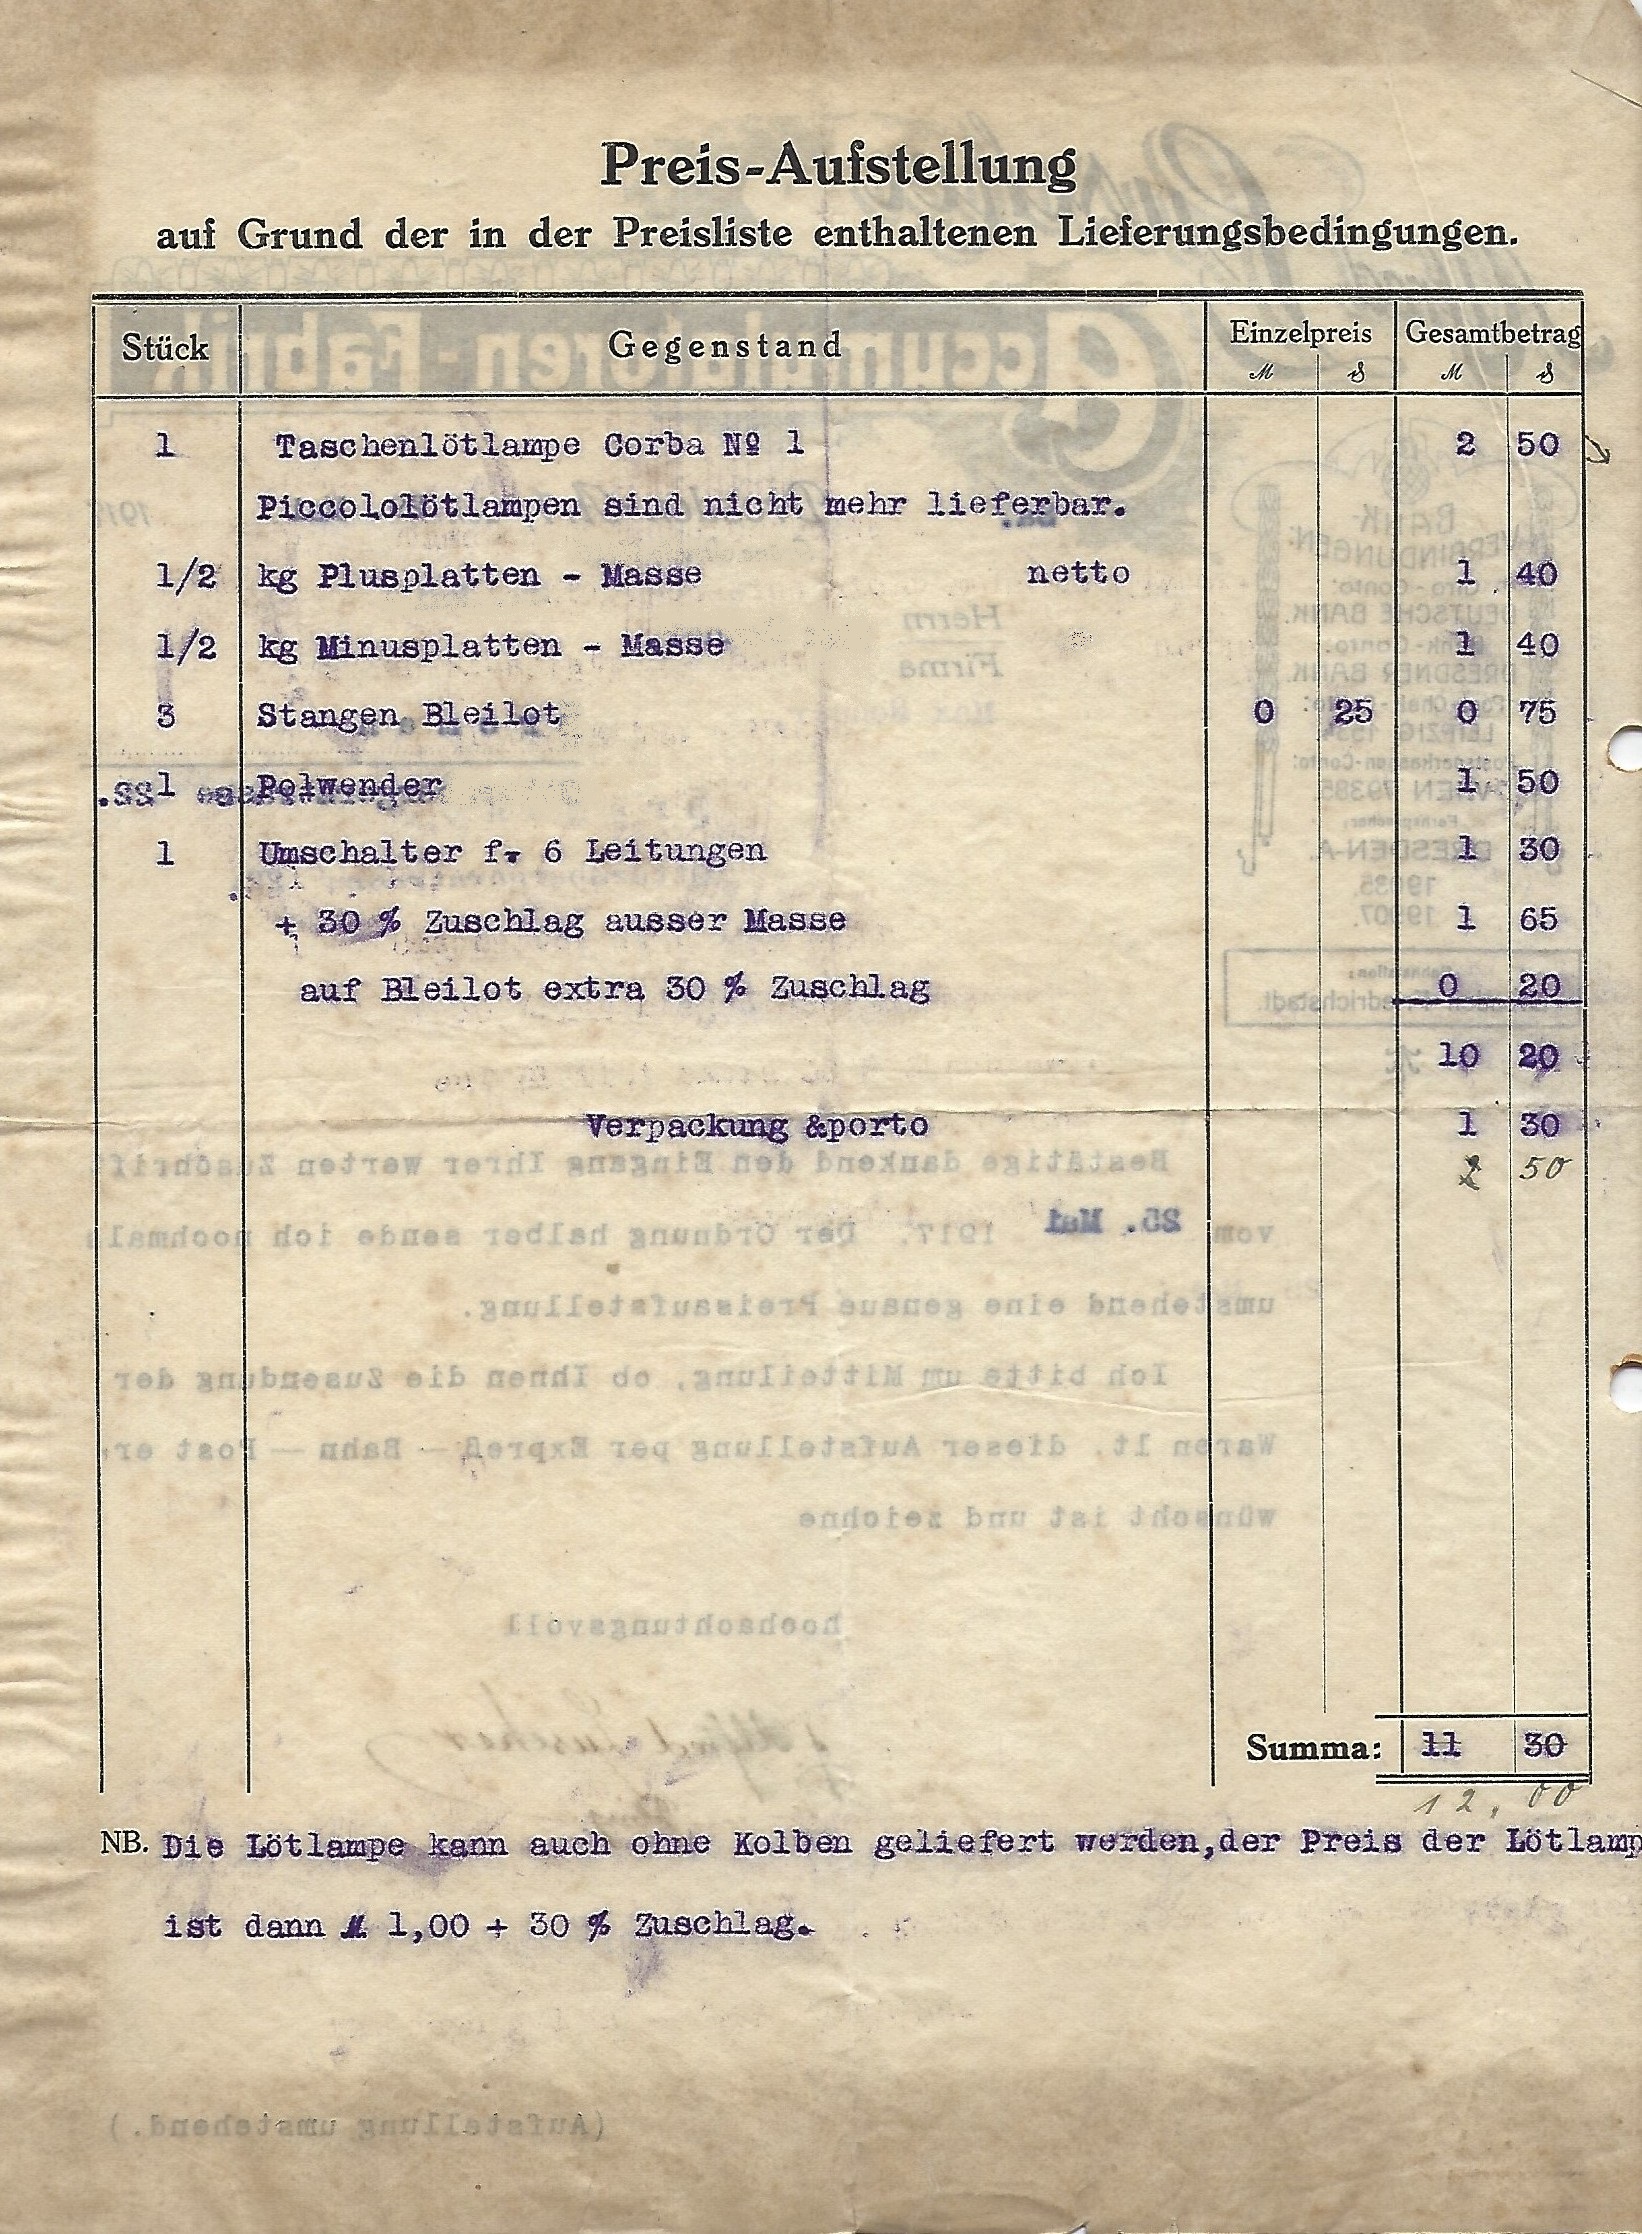 Preis-Aufstellung
auf Grund der in der Preisliste enthaltenen Lieferungsbedingungen.
Stück Gegenstand Einzelpreis Gesamtbetrag
M ₰ M ₰
1 Taschenlötlampe Corba Nº 1 2 50
Piccololötlampen sind nicht mehr lieferbar.
1/2 kg Plusplatten - Masse netto 1 40
1/2 kg Minusplatten - Masse 1 40
3 Stangen Bleilot 0 25 0 75
1 Polwender 1 50
1 Umschalter f. 6 Leitungen 1 30
+ 30 % Zuschlag ausser Masse 1 65
auf Bleilot extra 30 % Zuschlag 0 20
10 20
Verpackung &porto 1 30
50
Summa: 11 30
12,00
NB. Die Lötlampe kann auch ohne Kolben geliefert werden,der Preis der Lötlamp
ist dann M 1,00 + 30 % Zuschlag.